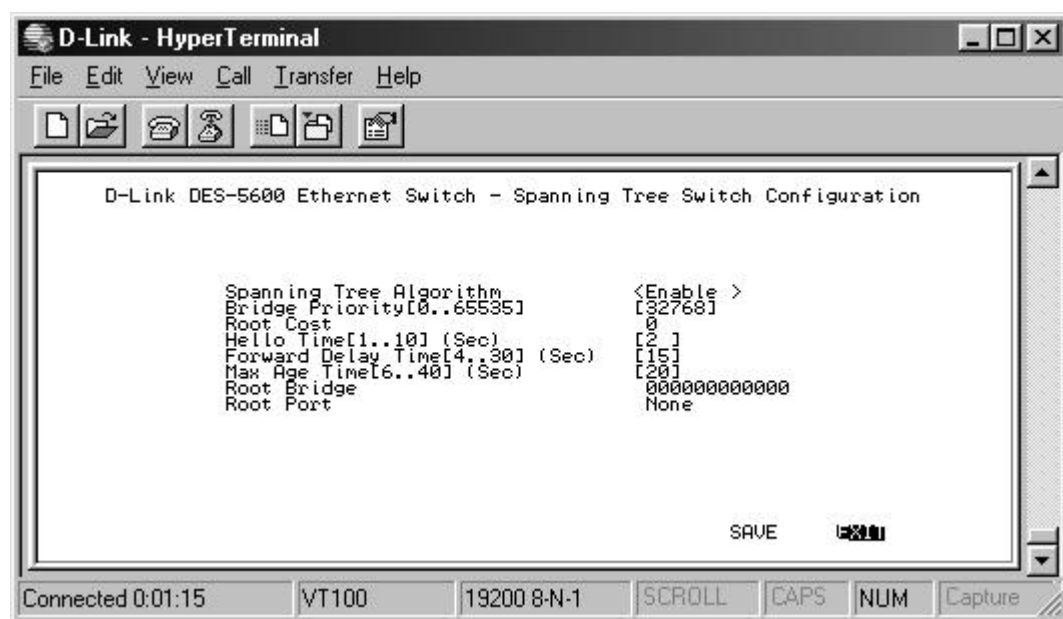 D-Link - HyperTerminal
File Edit View Call Transfer Help
D-Link DES-5600 Ethernet Switch - Spanning Tree Switch Configuration
Spanning Tree Algorithm <Enable >
Bridge Priority[0..65535] [32768]
Root Cost 0
Hello Time[1..10] (Sec) [2 ]
Forward Delay Time[4..30] (Sec) [15]
Max Age Time[6..40] (Sec) [20]
Root Bridge 000000000000
Root Port None
SAVE EXIT
Connected 0:01:15 VT100 19200 8-N-1 SCROLL CAPS NUM Capture